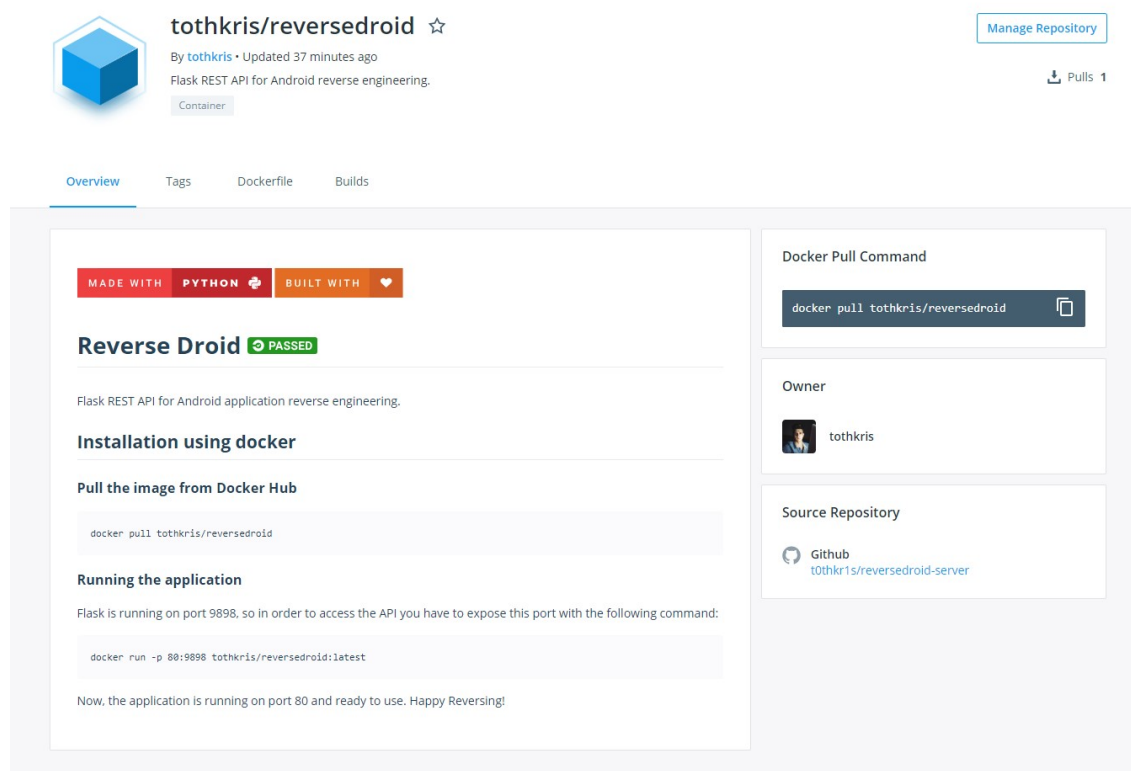 tothkris/reversedroid
Manage Repository
By tothkris • Updated 37 minutes ago
Flask REST API for Android reverse engineering.
Pulls 1
Container
Overview
Tags
Dockerfile
Builds
MADE WITH PYTHON
BUILT WITH
Reverse Droid PASSED
Flask REST API for Android application reverse engineering.
Installation using docker
Pull the image from Docker Hub
docker pull tothkris/reversedroid
Running the application
Flask is running on port 9898, so in order to access the API you have to expose this port with the following command:
docker run -p 80:9898 tothkris/reversedroid:latest
Now, the application is running on port 80 and ready to use. Happy Reversing!
Docker Pull Command
docker pull tothkris/reversedroid
Owner
tothkris
Source Repository
Github
t0thkr1s/reversedroid-server